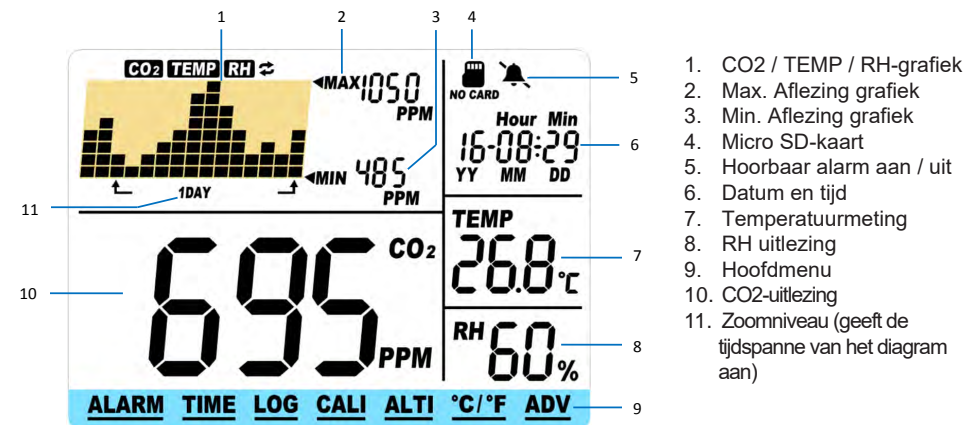 1 2 3 4
CO2 TEMP RH
MAX 1050
PPM
MIN 485
PPM
1DAY
11
NO CARD
5
Hour Min
16-08:29
YY MM DD
6
TEMP
26.8 °C
7
RH 60 %
8
695 CO2
PPM
10
ALARM TIME LOG CALI ALTI °C/°F ADV
9
1. CO2 / TEMP / RH-grafiek
2. Max. Aflezing grafiek
3. Min. Aflezing grafiek
4. Micro SD-kaart
5. Hoorbaar alarm aan / uit
6. Datum en tijd
7. Temperatuurmeting
8. RH uitlezing
9. Hoofdmenu
10. CO2-uitlezing
11. Zoomniveau (geeft de
tijdspanne van het diagram
aan)